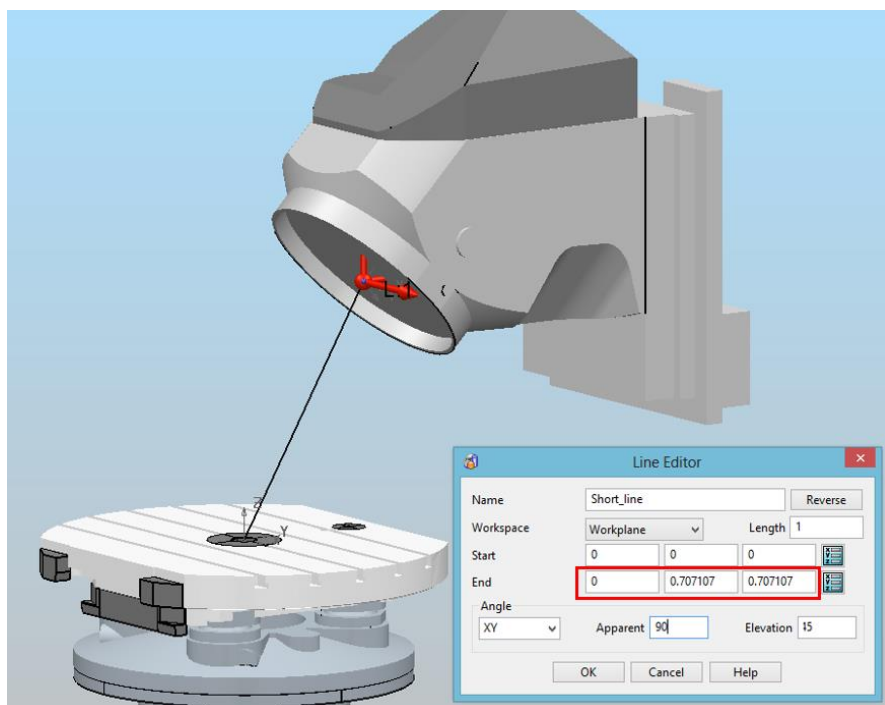 L:1
Z
Y
Line Editor
Name Short_line Reverse
Workspace Workplane Length 1
Start 0 0 0
End 0 0.707107 0.707107
Angle
XY Apparent 90 Elevation 45
OK Cancel Help